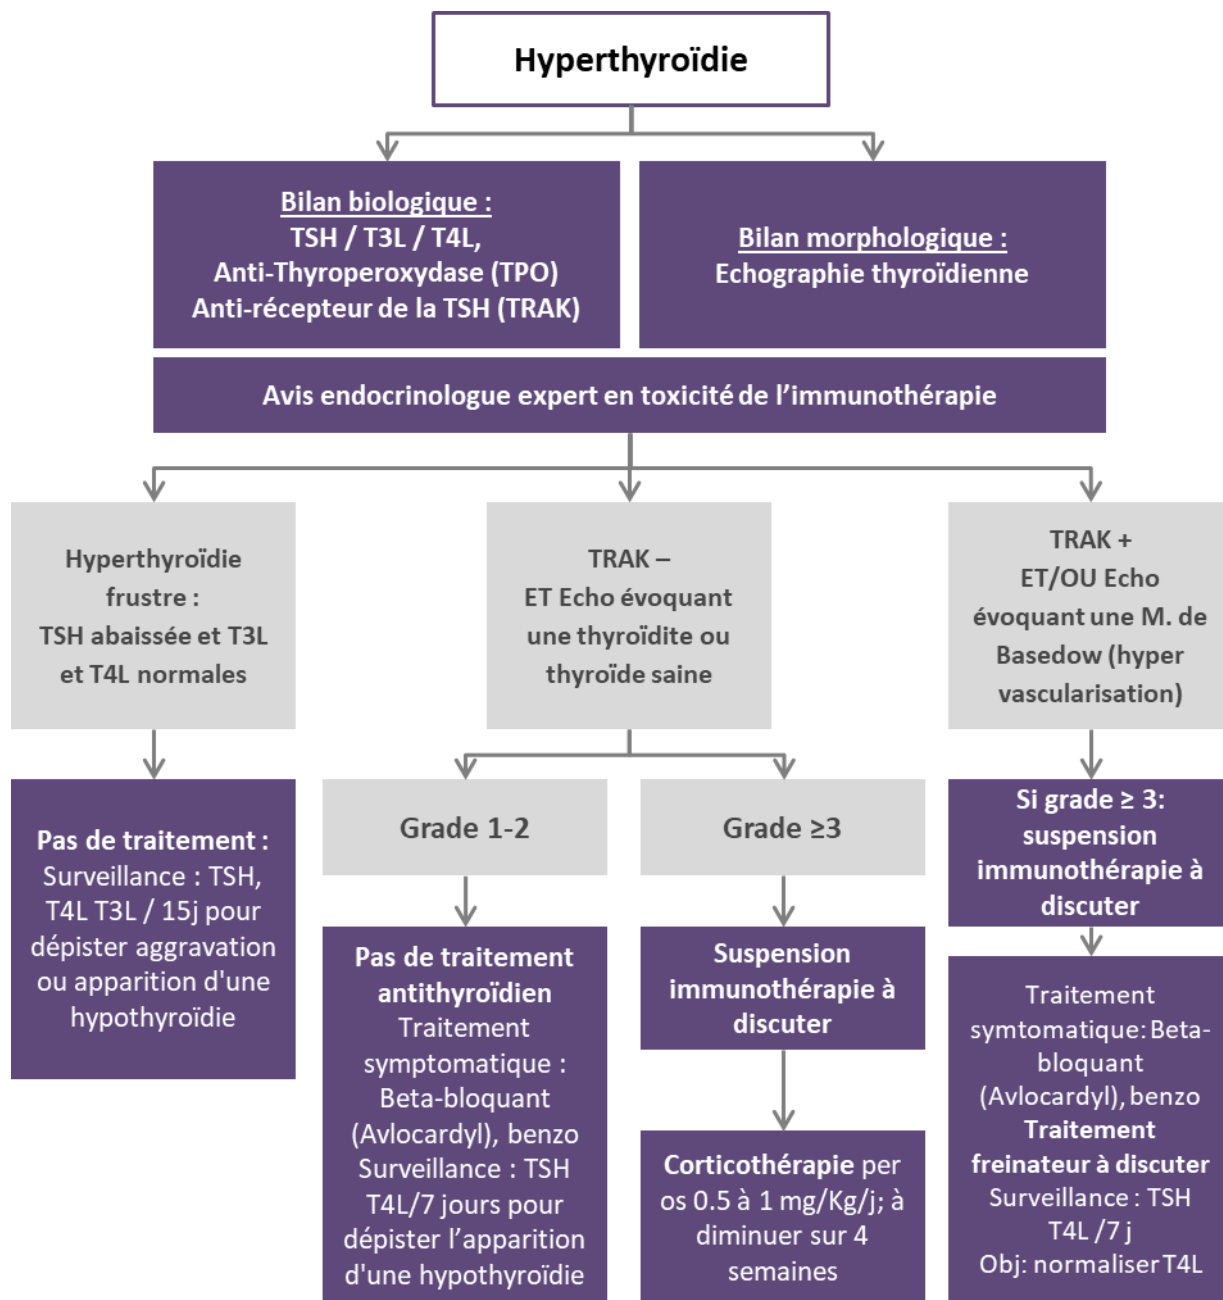 Hyperthyroïdie
Bilan biologique :
TSH / T3L / T4L,
Anti-Thyroperoxydase (TPO)
Anti-récepteur de la TSH (TRAK)
Bilan morphologique :
Echographie thyroïdienne
Avis endocrinologue expert en toxicité de l’immunothérapie
Hyperthyroïdie
frustre :
TSH abaissée et T3L
et T4L normales
TRAK –
ET Echo évoquant
une thyroïdite ou
thyroïde saine
TRAK +
ET/OU Echo
évoquant une M. de
Basedow (hyper
vascularisation)
Pas de traitement :
Surveillance : TSH,
T4L T3L / 15j pour
dépister aggravation
ou apparition d'une
hypothyroïdie
Grade 1-2
Pas de traitement
antithyroïdien
Traitement
symptomatique :
Beta-bloquant
(Avlocardyl), benzo
Surveillance : TSH
T4L/7 jours pour
dépister l’apparition
d'une hypothyroïdie
Grade ≥3
Suspension
immunothérapie à
discuter
Corticothérapie per
os 0.5 à 1 mg/Kg/j; à
diminuer sur 4
semaines
Si grade ≥ 3:
suspension
immunothérapie à
discuter
Traitement
symtomatique: Beta-
bloquant
(Avlocardyl), benzo
Traitement
freinateur à discuter
Surveillance : TSH
T4L /7 j
Obj: normaliser T4L